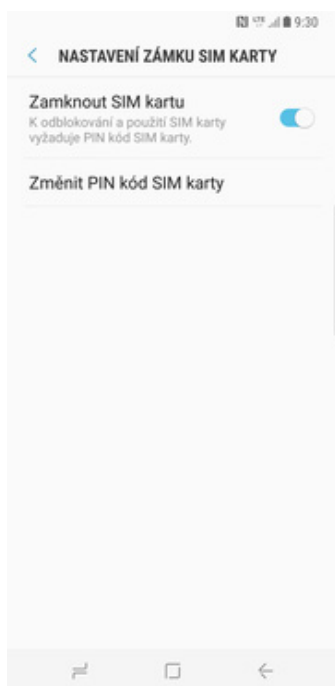 9:30
NASTAVENÍ ZÁMKU SIM KARTY
Zamknout SIM kartu
K odblokování a použití SIM karty
vyžaduje PIN kód SIM karty.
Změnit PIN kód SIM karty